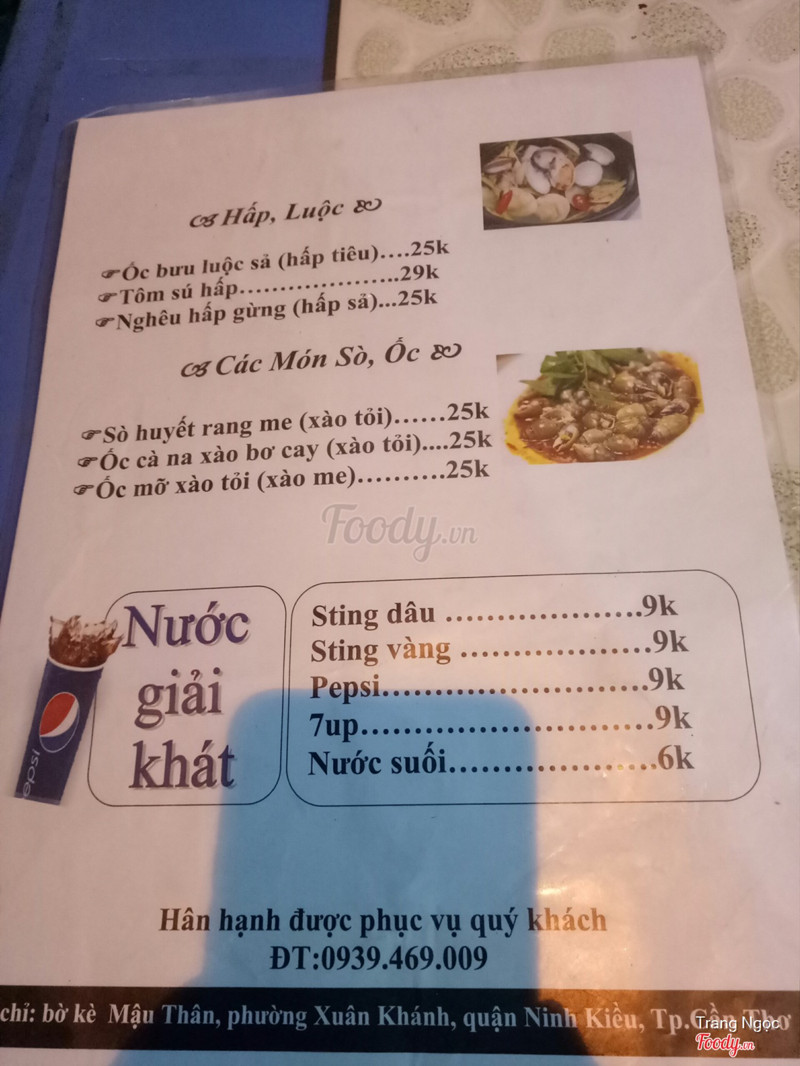 Hấp, Luộc
Ốc bưu luộc sả (hấp tiêu)....25k
Tôm sú hấp.....................29k
Nghêu hấp gừng (hấp sả)...25k
Các Món Sò, Ốc
Sò huyết rang me (xào tỏi)......25k
Ốc cà na xào bơ cay (xào tỏi)....25k
Ốc mỡ xào tỏi (xào me)..........25k
Foody.vn
Nước
giải
khát
Sting dâu ....................9k
Sting vàng ...................9k
Pepsi...........................9k
7up.............................9k
Nước suối.....................6k
Hân hạnh được phục vụ quý khách
ĐT:0939.469.009
chỉ: bờ kè Mậu Thân, phường Xuân Khánh, quận Ninh Kiều, Tp.Cần Thơ
Trang Ngọc
Foody.vn